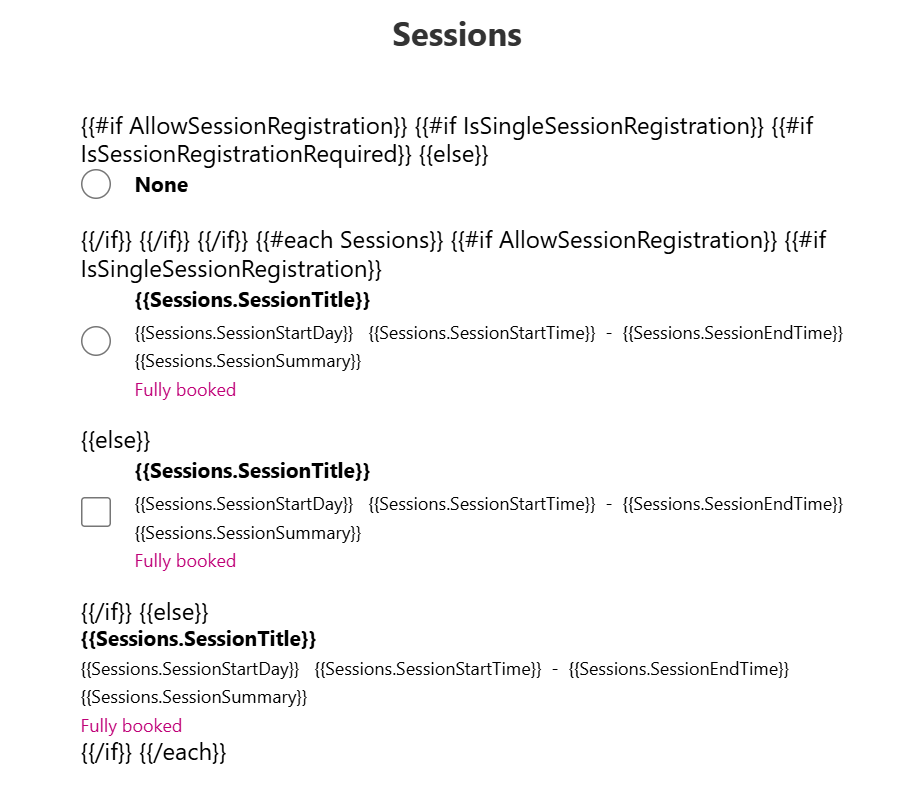 Sessions
{{#if AllowSessionRegistration}} {{#if IsSingleSessionRegistration}} {{#if
IsSessionRegistrationRequired}} {{else}}
None
{{/if}} {{/if}} {{/if}} {{#each Sessions}} {{#if AllowSessionRegistration}} {{#if
IsSingleSessionRegistration}}
{{Sessions.SessionTitle}}
{{Sessions.SessionStartDay}} {{Sessions.SessionStartTime}} - {{Sessions.SessionEndTime}}
{{Sessions.SessionSummary}}
Fully booked
{{else}}
{{Sessions.SessionTitle}}
{{Sessions.SessionStartDay}} {{Sessions.SessionStartTime}} - {{Sessions.SessionEndTime}}
{{Sessions.SessionSummary}}
Fully booked
{{/if}} {{else}}
{{Sessions.SessionTitle}}
{{Sessions.SessionStartDay}} {{Sessions.SessionStartTime}} - {{Sessions.SessionEndTime}}
{{Sessions.SessionSummary}}
Fully booked
{{/if}} {{/each}}